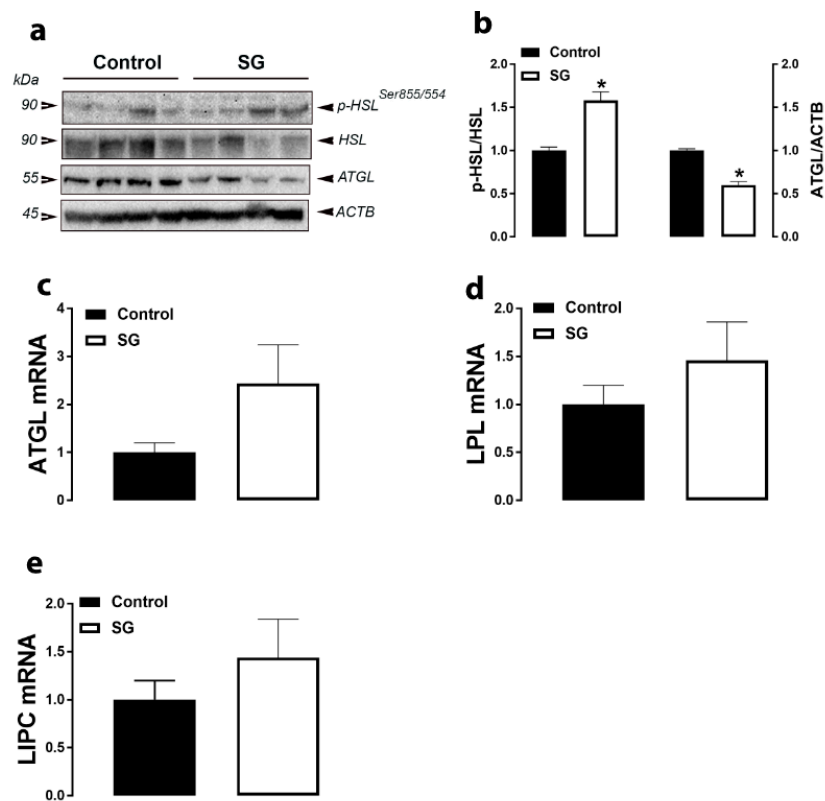 a
Control SG
kDa
90 p-HSL Ser855/554
90 HSL
55 ATGL
45 ACTB
b
Control
SG
2.0 2.0
1.5 1.5
1.0 1.0
0.5 0.5
0.0 0.0
p-HSL/HSL
ATGL/ACTB
* *
c
Control
SG
4
3
2
1
0
ATGL mRNA
d
Control
SG
2.0
1.5
1.0
0.5
0.0
LPL mRNA
e
Control
SG
2.0
1.5
1.0
0.5
0.0
LIPC mRNA